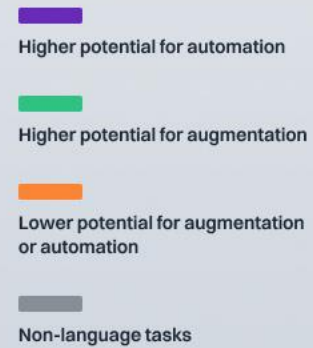 Higher potential for automation
Higher potential for augmentation
Lower potential for augmentation
or automation
Non-language tasks